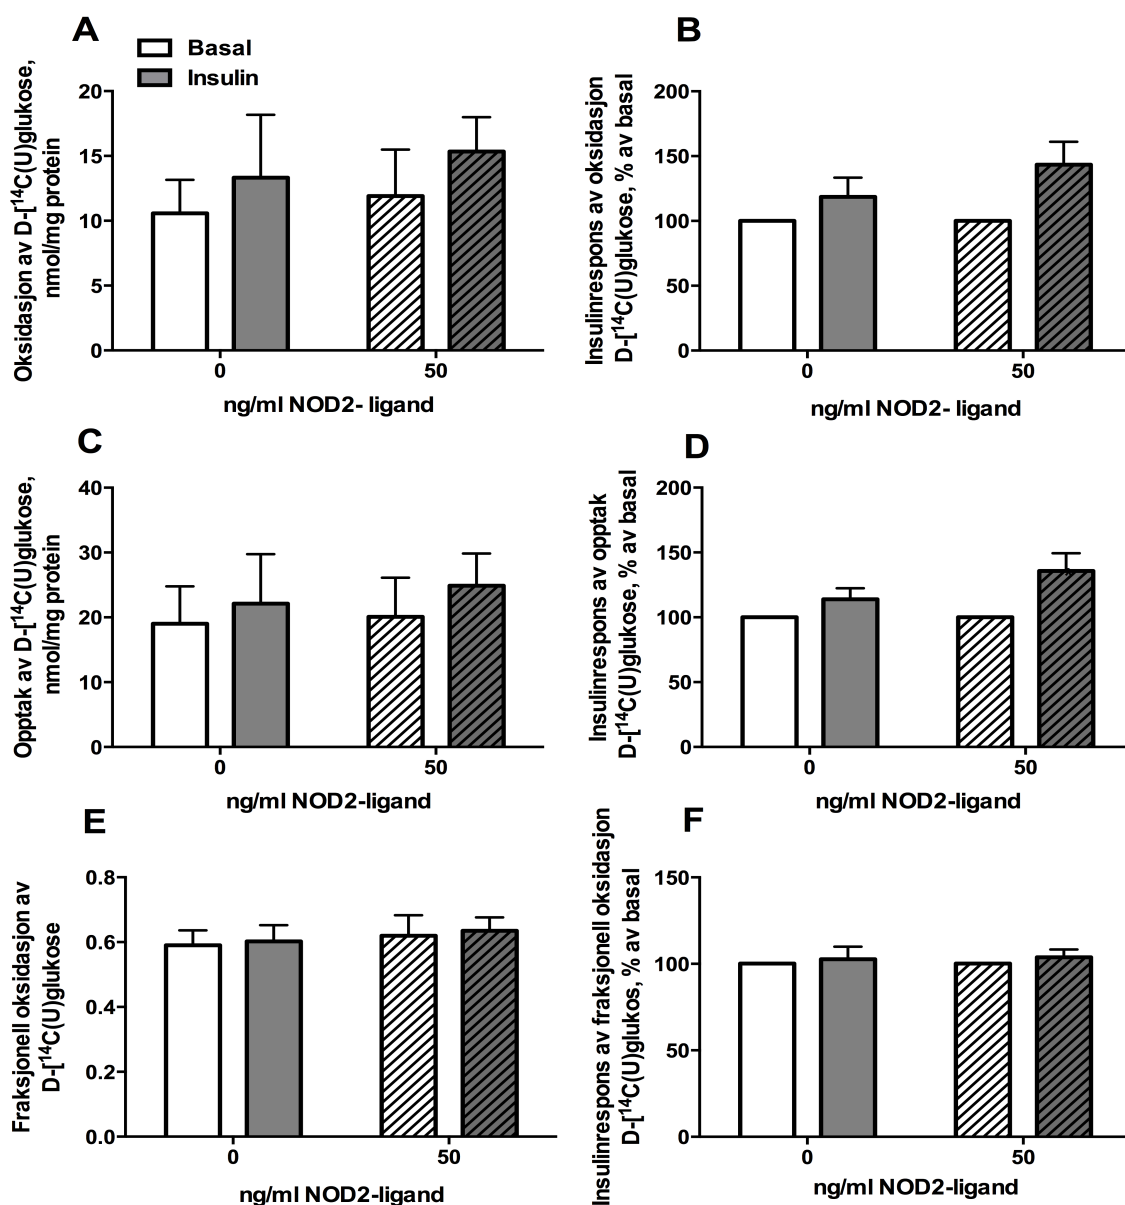 A
Basal
Insulin
Oksidasjon av D-[¹⁴C(U)glukose,
nmol/mg protein
20
15
10
5
0
0 50
ng/ml NOD2- ligand
B
Insulinrespons av oksidasjon
D-[¹⁴C(U)glukose, % av basal
200
150
100
50
0
0 50
ng/ml NOD2- ligand
C
Opptak av D-[¹⁴C(U)glukose,
nmol/mg protein
40
30
20
10
0
0 50
ng/ml NOD2-ligand
D
Insulinrespons av opptak
D-[¹⁴C(U)glukose, % av basal
200
150
100
50
0
0 50
ng/ml NOD2-ligand
E
Fraksjonell oksidasjon av
D-[¹⁴C(U)glukose
0.8
0.6
0.4
0.2
0.0
0 50
ng/ml NOD2-ligand
F
Insulinrespons av fraksjonell oksidasjon
D-[¹⁴C(U)glukos, % av basal
150
100
50
0
0 50
ng/ml NOD2-ligand